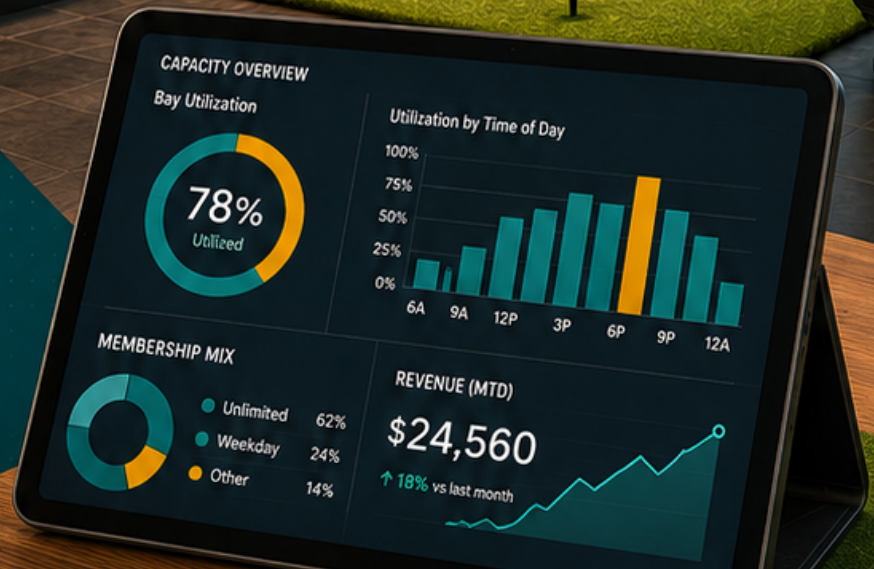 CAPACITY OVERVIEW
Bay Utilization
78%
Utilized
Utilization by Time of Day
100%
75%
50%
25%
0%
6A 9A 12P 3P 6P 9P 12A
MEMBERSHIP MIX
Unlimited 62%
Weekday 24%
Other 14%
REVENUE (MTD)
$24,560
↑ 18% vs last month